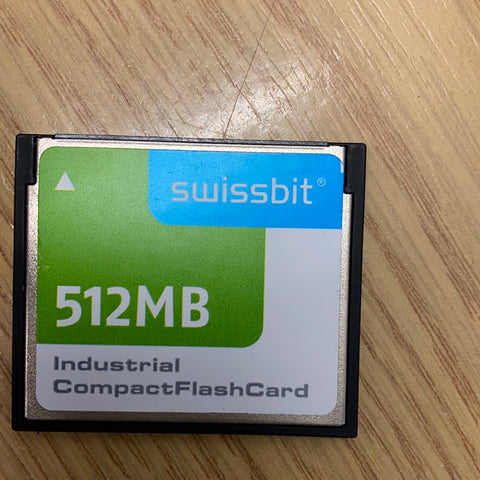 swissbit®
512MB
Industrial
CompactFlashCard